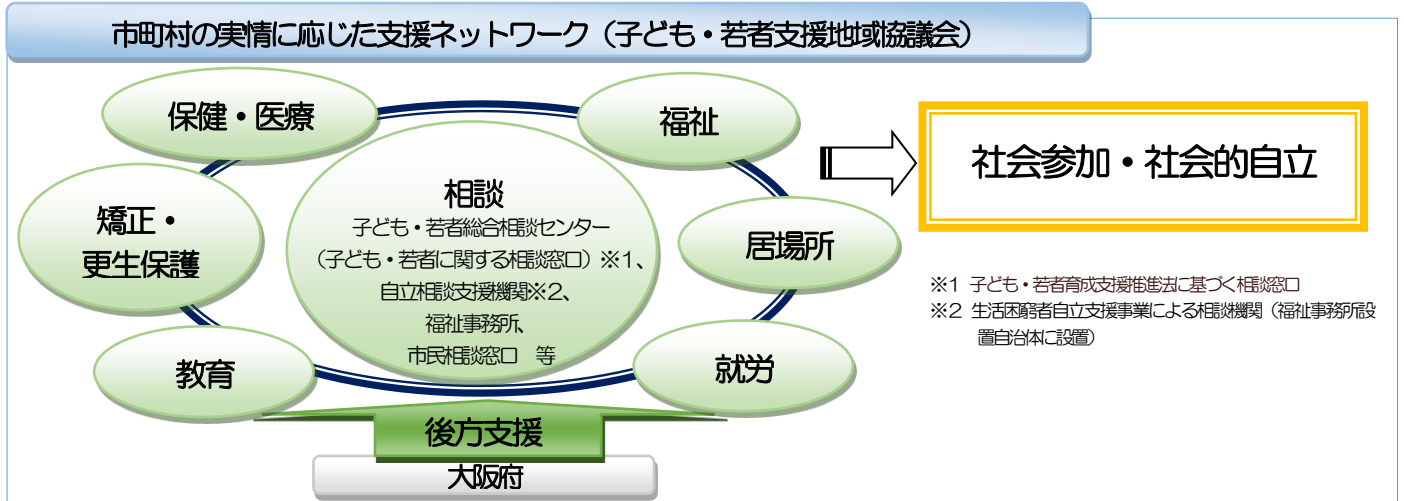 市町村の実情に応じた支援ネットワーク（子ども・若者支援地域協議会）
保健・医療
福祉
社会参加・社会的自立
矯正・
更生保護
相談
子ども・若者総合相談センター
（子ども・若者に関する相談窓口）※１、
自立相談支援機関※２、
福祉事務所、
市民相談窓口　等
居場所
※１ 子ども・若者育成支援推進法に基づく相談窓口
※２ 生活困窮者自立支援事業による相談機関（福祉事務所設
置自治体に設置）
教育
就労
後方支援
大阪府